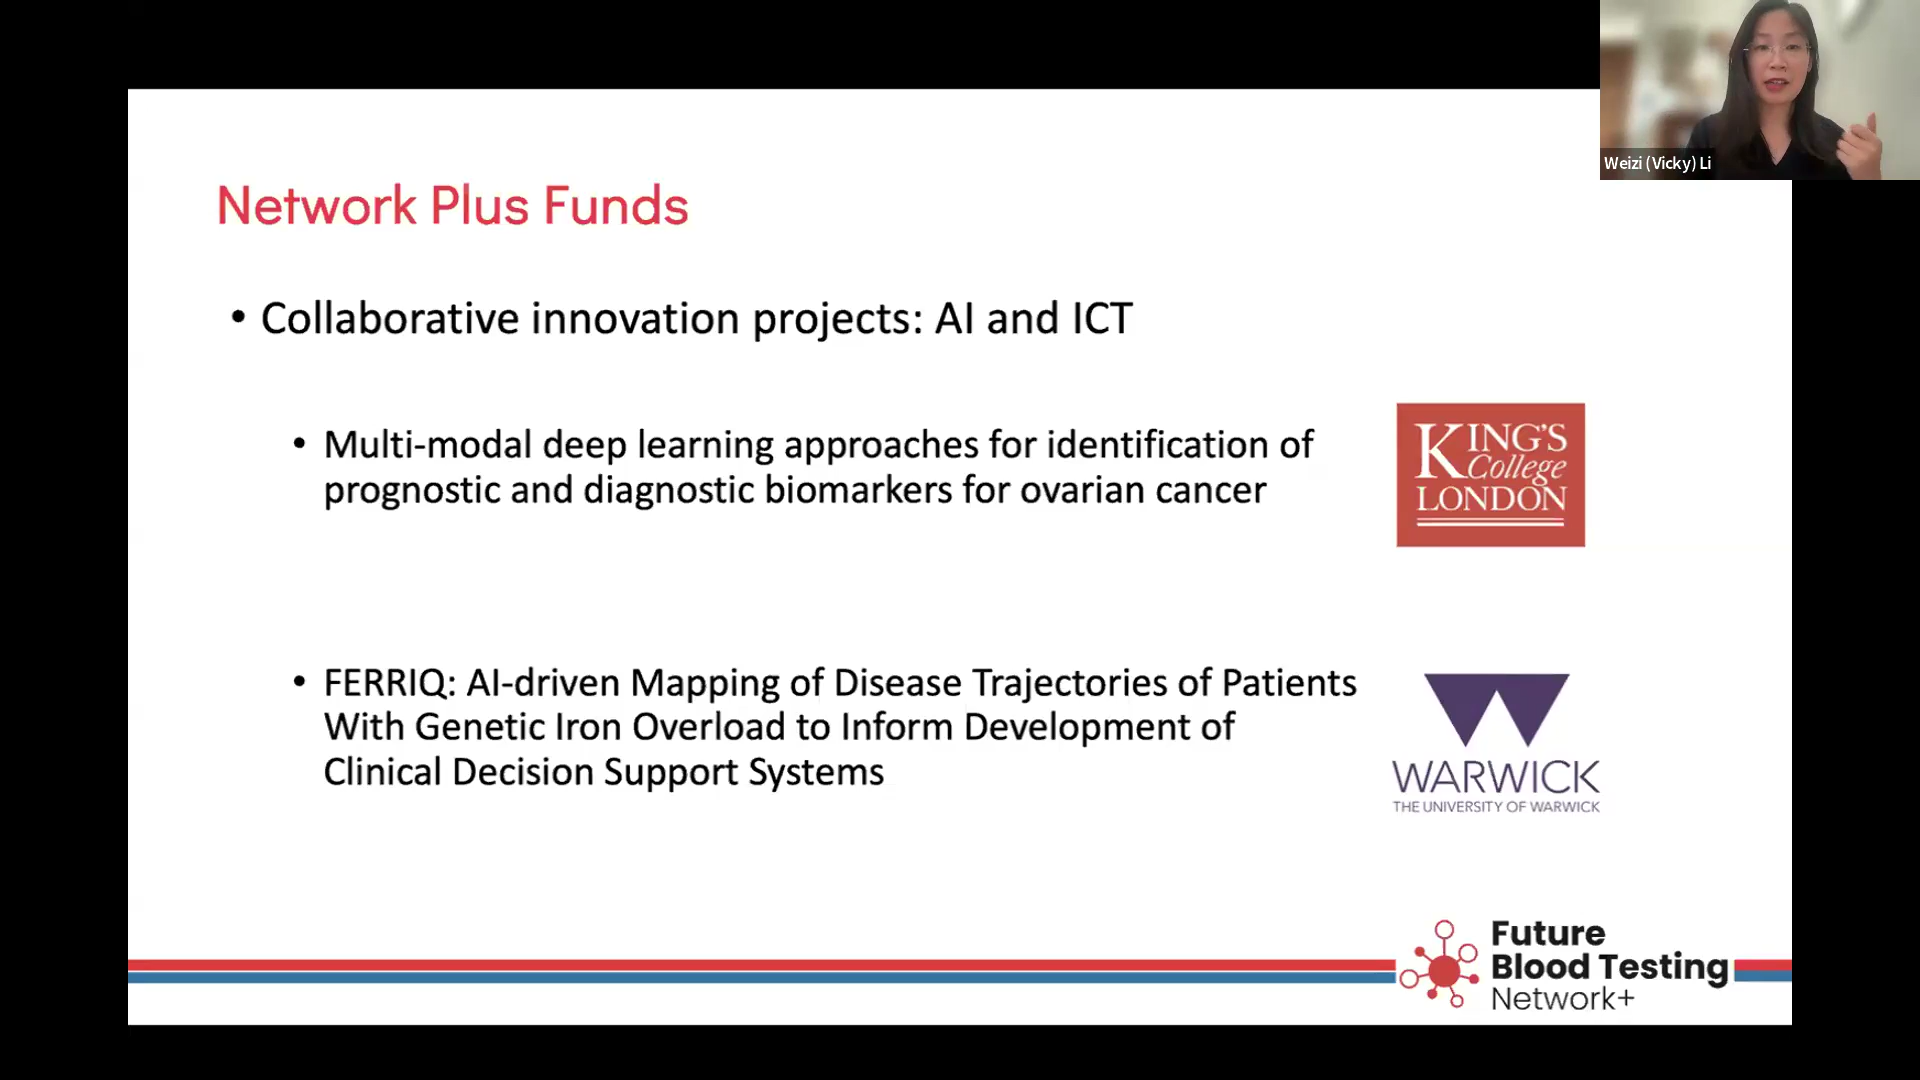 Weizi (Vicky) Li
Network Plus Funds
• Collaborative innovation projects: AI and ICT
• Multi-modal deep learning approaches for identification of
prognostic and diagnostic biomarkers for ovarian cancer
KING'S
College
LONDON
• FERRIQ: AI-driven Mapping of Disease Trajectories of Patients
With Genetic Iron Overload to Inform Development of
Clinical Decision Support Systems
WARWICK
THE UNIVERSITY OF WARWICK
Future
Blood Testing
Network+